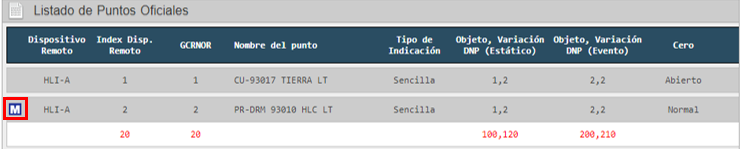 Listado de Puntos Oficiales
Dispositivo Remoto Index Disp. Remoto GCRNOR Nombre del punto Tipo de Indicación Objeto, Variación DNP (Estático) Objeto, Variación DNP (Evento) Cero
HLI-A 1 1 CU-93017 TIERRA LT Sencilla 1,2 2,2 Abierto
M HLI-A 2 2 PR-DRM 93010 HLC LT Sencilla 1,2 2,2 Normal
20 20 100,120 200,210